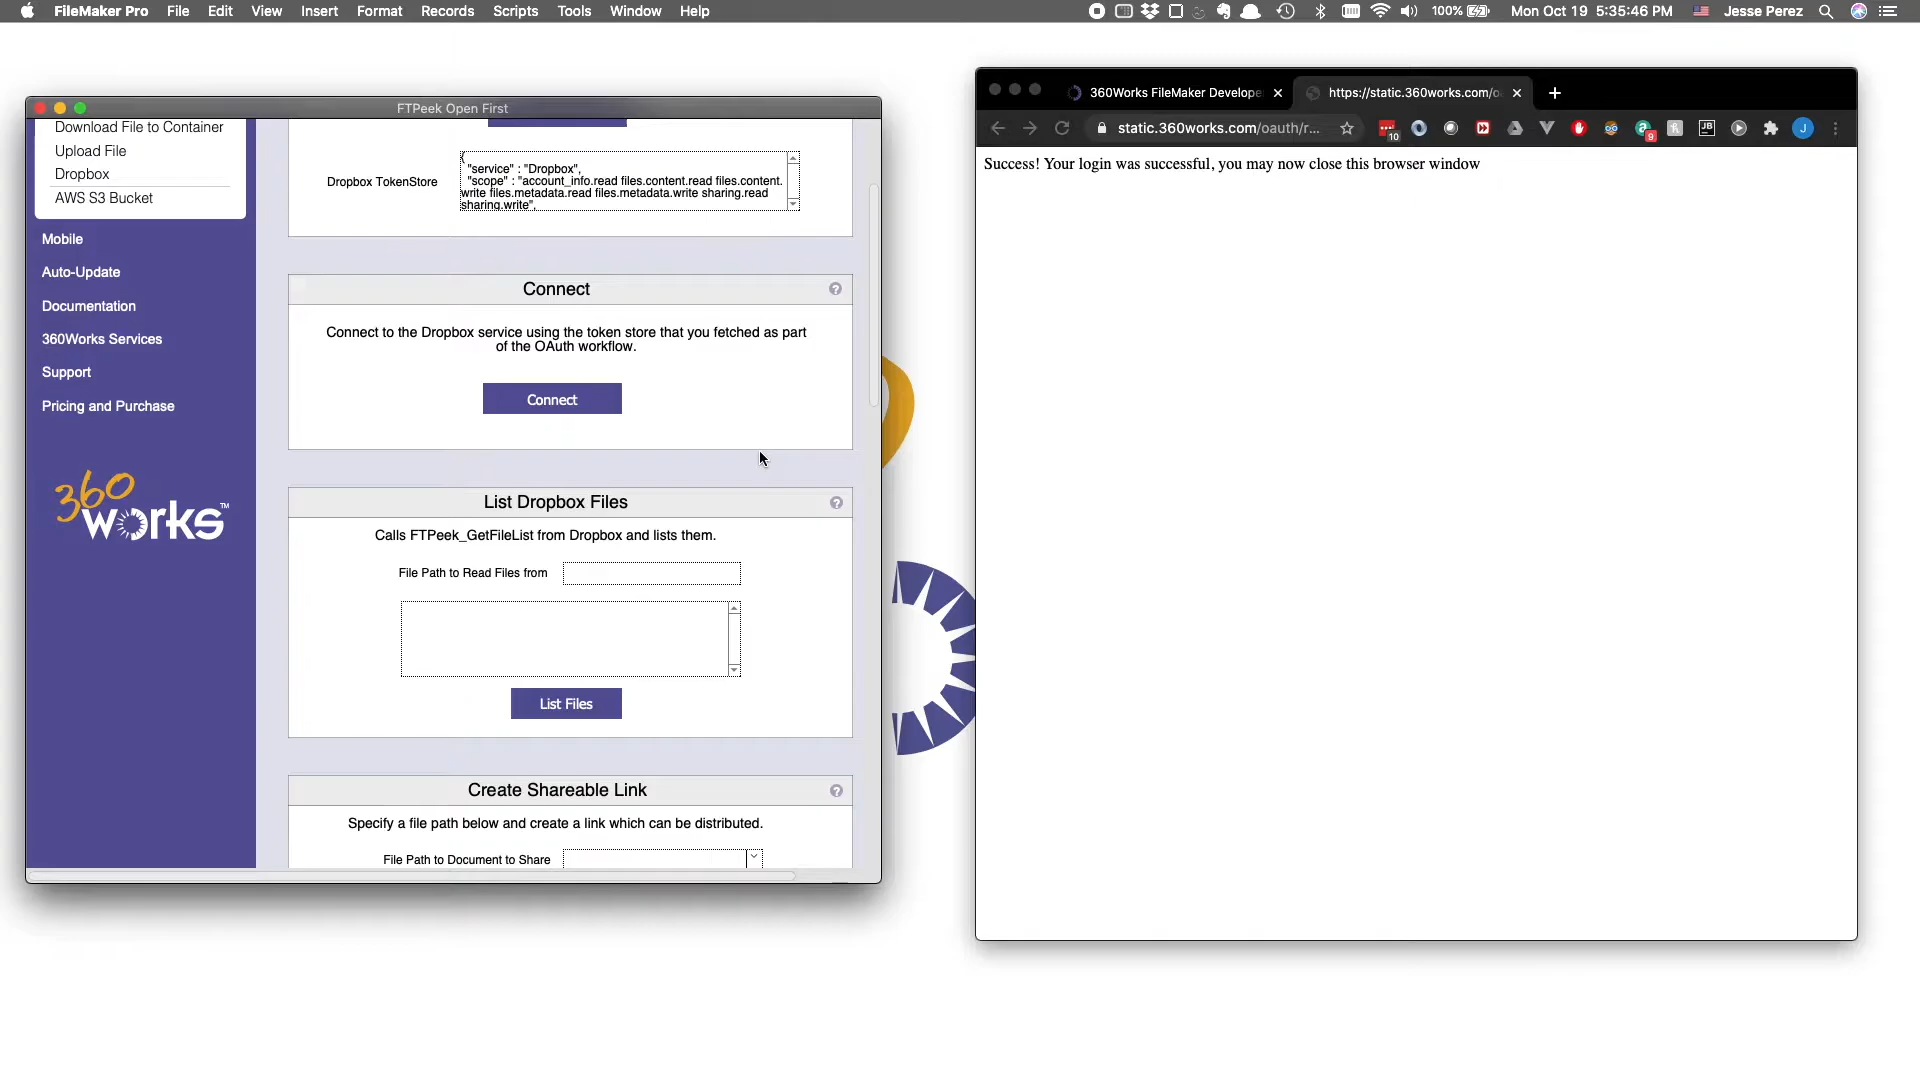 FileMaker Pro File Edit View Insert Format Records Scripts Tools Window Help
100% Mon Oct 19 5:35:46 PM Jesse Perez
FTPeek Open First
Download File to Container
Upload File
Dropbox
AWS S3 Bucket
Mobile
Auto-Update
Documentation
360Works Services
Support
Pricing and Purchase
360
works™
Dropbox TokenStore
{
"service" : "Dropbox",
"scope" : "account_info.read files.content.read files.content.
write files.metadata.read files.metadata.write sharing.read
sharing.write",
Connect
?
Connect to the Dropbox service using the token store that you fetched as part
of the OAuth workflow.
Connect
List Dropbox Files
?
Calls FTPeek_GetFileList from Dropbox and lists them.
File Path to Read Files from
List Files
Create Shareable Link
?
Specify a file path below and create a link which can be distributed.
File Path to Document to Share
360Works FileMaker Develope
https://static.360works.com/o
static.360works.com/oauth/r...
10
9
JB
J
Success! Your login was successful, you may now close this browser window